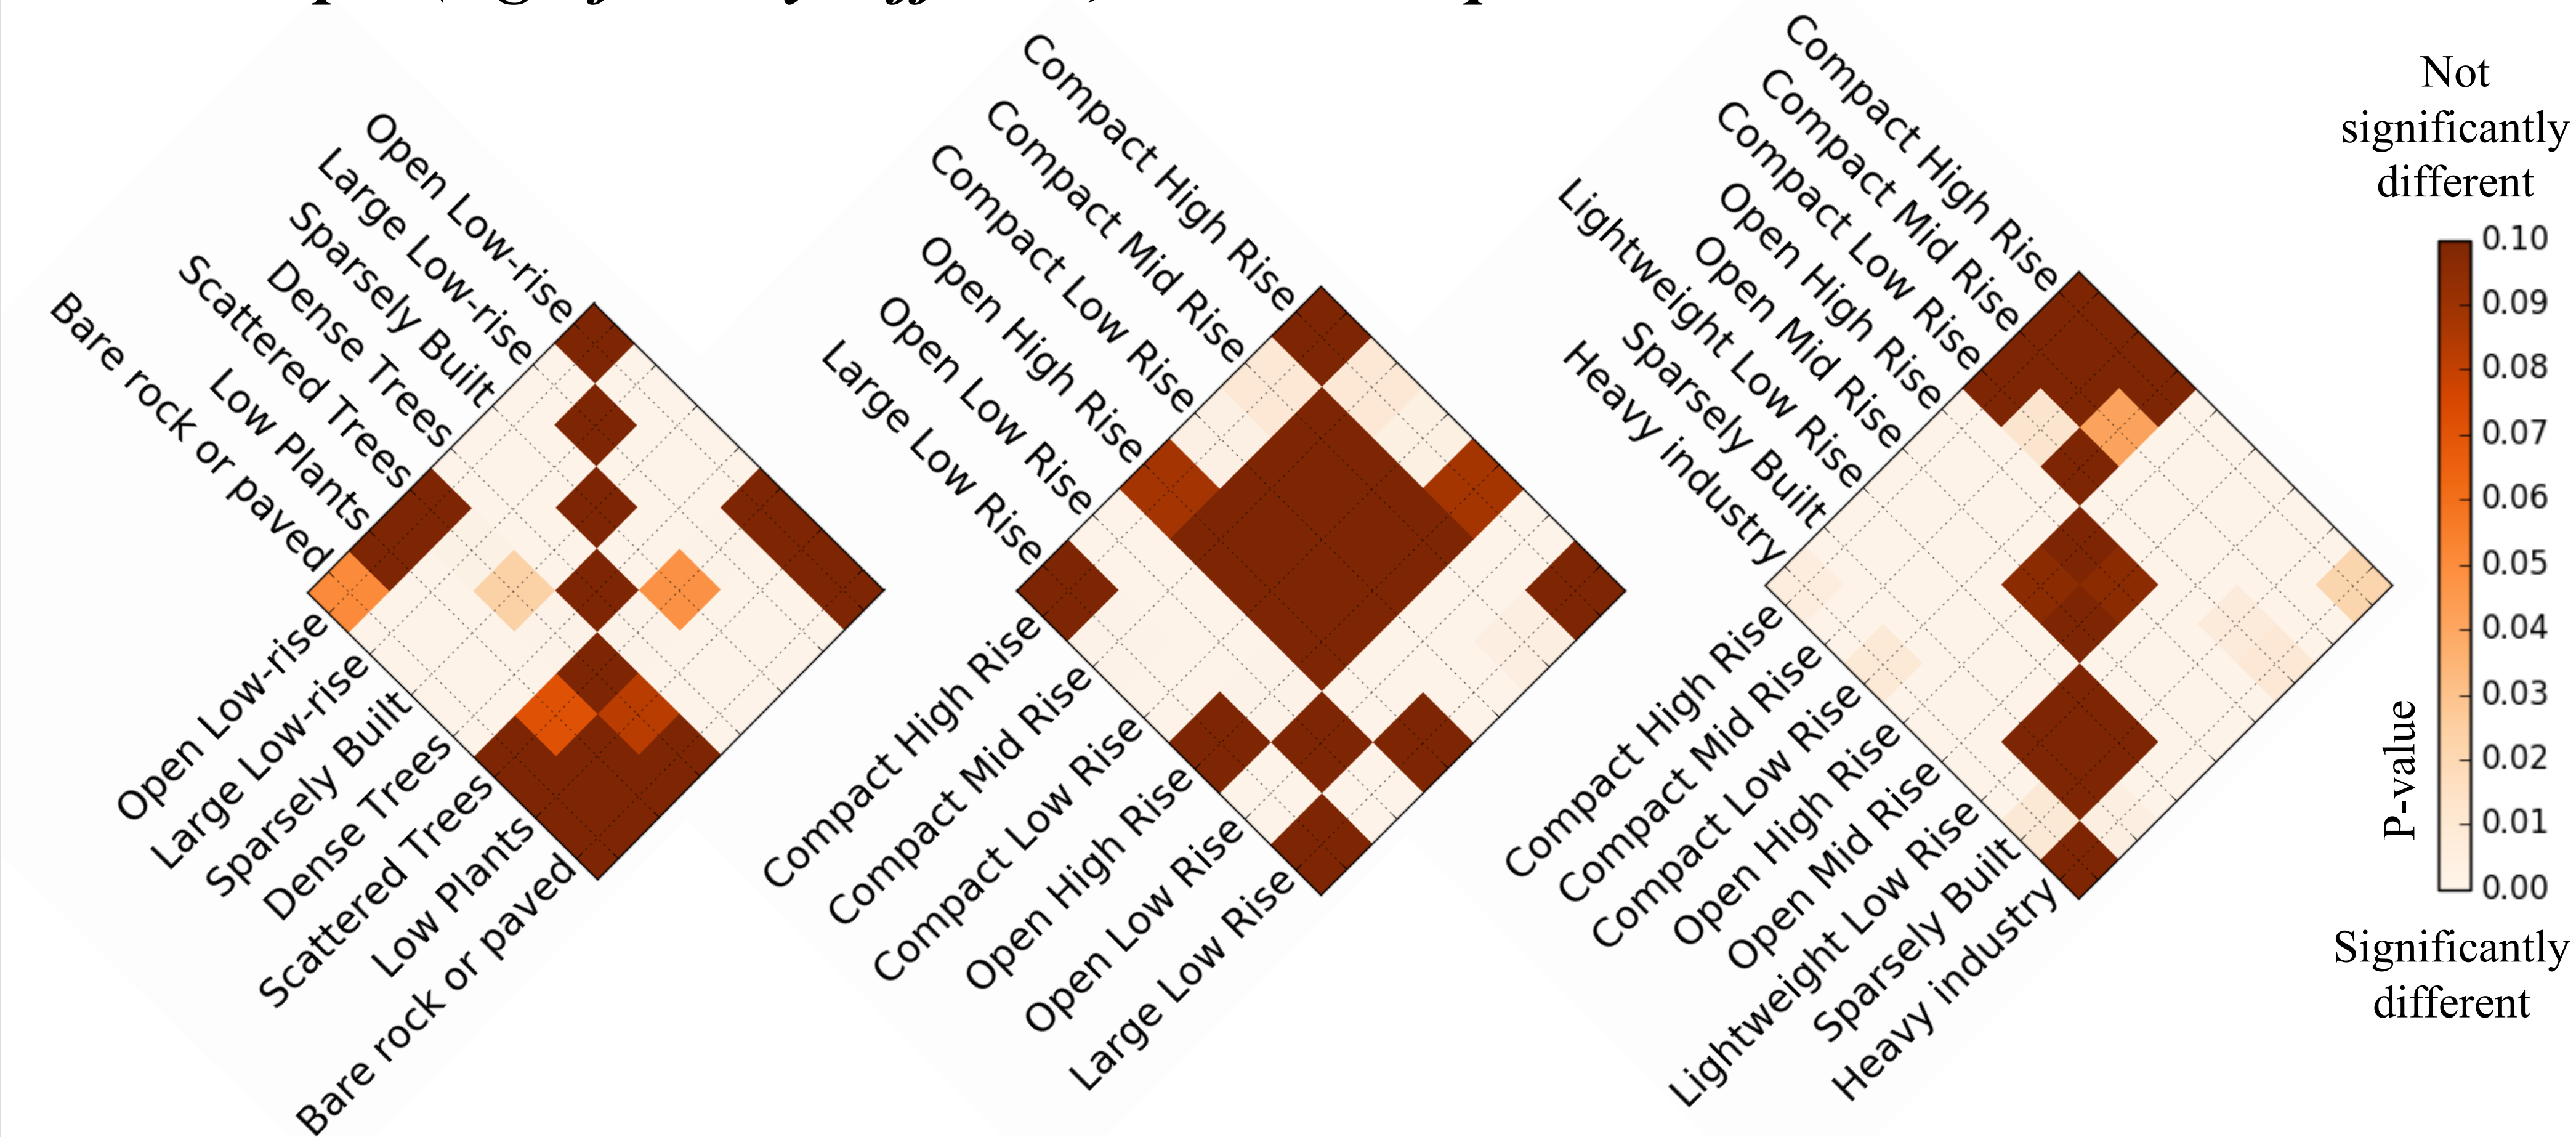 Open Low-rise
Large Low-rise
Sparsely Built
Dense Trees
Scattered Trees
Low Plants
Bare rock or paved
Open Low-rise
Large Low-rise
Sparsely Built
Dense Trees
Scattered Trees
Low Plants
Bare rock or paved
Compact High Rise
Compact Mid Rise
Compact Low Rise
Open High Rise
Open Low Rise
Large Low Rise
Compact High Rise
Compact Mid Rise
Compact Low Rise
Open High Rise
Open Low Rise
Large Low Rise
Compact High Rise
Compact Mid Rise
Compact Low Rise
Open High Rise
Open Mid Rise
Lightweight Low Rise
Sparsely Built
Heavy industry
Compact High Rise
Compact Mid Rise
Compact Low Rise
Open High Rise
Open Mid Rise
Lightweight Low Rise
Sparsely Built
Heavy industry
Not
significantly
different
0.10
0.09
0.08
0.07
0.06
0.05
0.04
0.03
0.02
0.01
0.00
P-value
Significantly
different